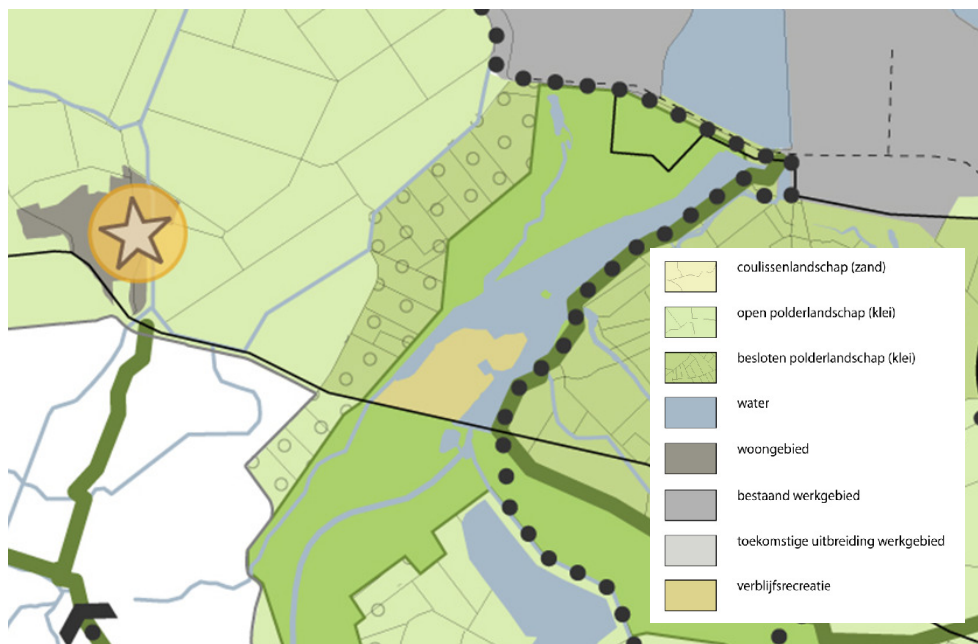 coulissenlandschap (zand)
open polderlandschap (klei)
besloten polderlandschap (klei)
water
woongebied
bestaand werkgebied
toekomstige uitbreiding werkgebied
verblijfsrecreatie